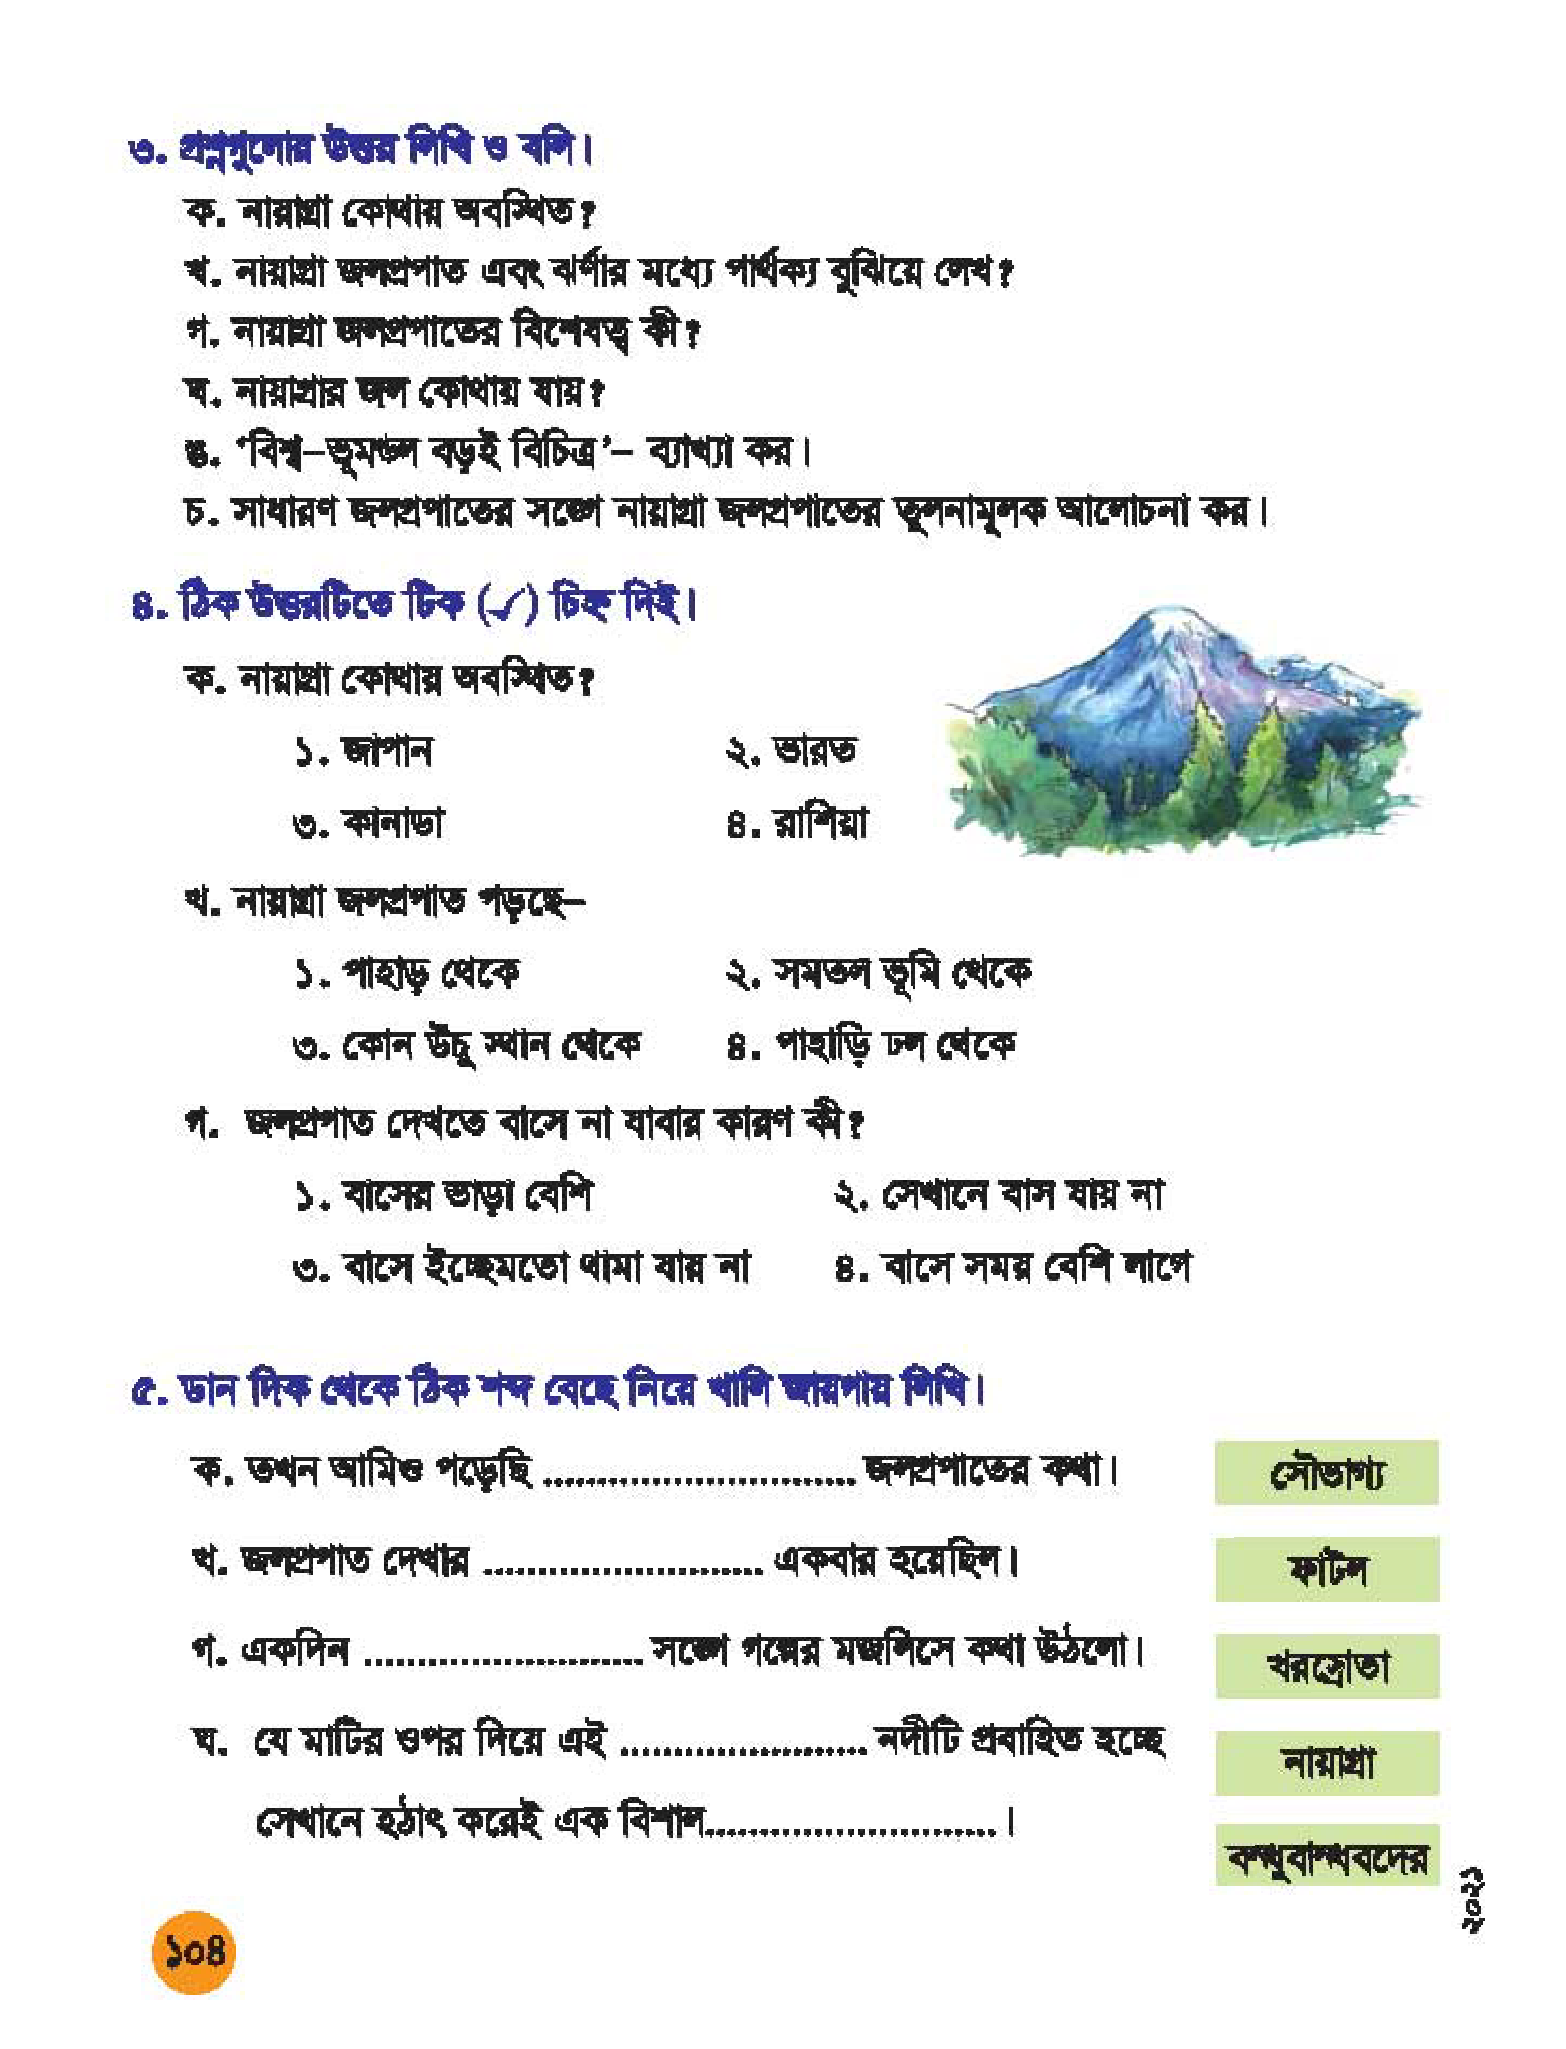 ৩. প্রশ্নগুলোর উত্তর লিখি ও বলি।
ক. নায়াগ্রা কোথায় অবস্থিত?
খ. নায়াগ্রা জলপ্রপাত এবং ঝর্ণার মধ্যে পার্থক্য বুঝিয়ে লেখ?
গ. নায়াগ্রা জলপ্রপাতের বিশেষত্ব কী?
ঘ. নায়াগ্রার জল কোথায় যায়?
ঙ. ‘বিশ্ব–ভূমণ্ডল বড়ই বিচিত্র’– ব্যাখ্যা কর।
চ. সাধারণ জলপ্রপাতের সঙ্গে নায়াগ্রা জলপ্রপাতের তুলনামূলক আলোচনা কর।
৪. ঠিক উত্তরটিতে টিক (✓) চিহ্ন দিই।
ক. নায়াগ্রা কোথায় অবস্থিত?
১. জাপান ২. ভারত
৩. কানাডা ৪. রাশিয়া
খ. নায়াগ্রা জলপ্রপাত পড়ছে–
১. পাহাড় থেকে ২. সমতল ভূমি থেকে
৩. কোন উঁচু স্থান থেকে ৪. পাহাড়ি ঢল থেকে
গ. জলপ্রপাত দেখতে বাসে না যাবার কারণ কী?
১. বাসের ভাড়া বেশি ২. সেখানে বাস যায় না
৩. বাসে ইচ্ছেমতো থামা যায় না ৪. বাসে সময় বেশি লাগে
৫. ডান দিক থেকে ঠিক শব্দ বেছে নিয়ে খালি জায়গায় লিখি।
ক. তখন আমিও পড়েছি ............................. জলপ্রপাতের কথা।
সৌভাগ্য
খ. জলপ্রপাত দেখার .......................... একবার হয়েছিল।
ফাটল
গ. একদিন .......................... সঙ্গে গল্পের মজলিসে কথা উঠলো।
খরস্রোতা
ঘ. যে মাটির ওপর দিয়ে এই ....................... নদীটি প্রবাহিত হচ্ছে
নায়াগ্রা
সেখানে হঠাৎ করেই এক বিশাল...........................।
বন্ধুবান্ধবদের
২০২১
১০৪